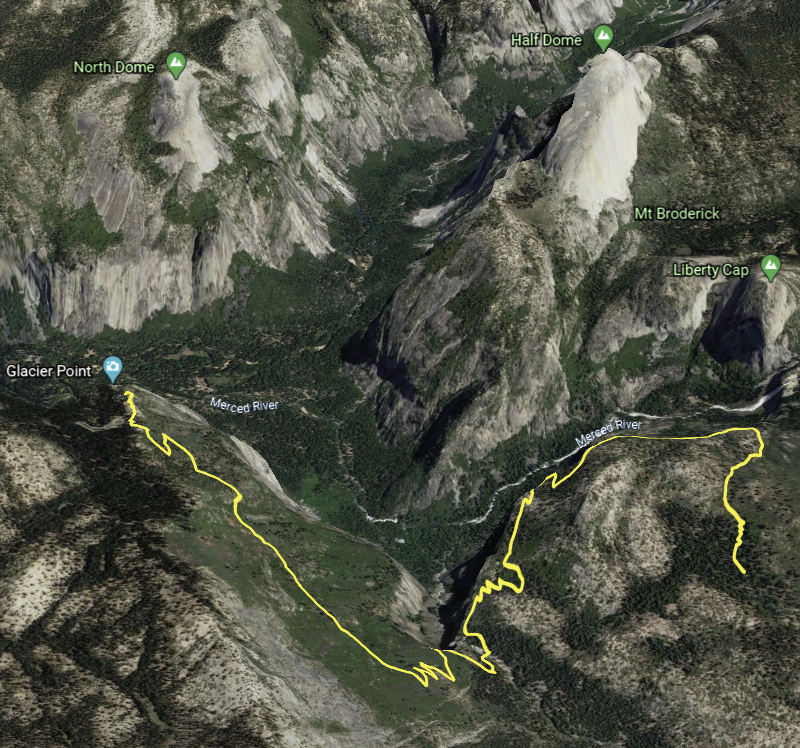 Half Dome
North Dome
Mt Broderick
Liberty Cap
Glacier Point
Merced River
Merced River